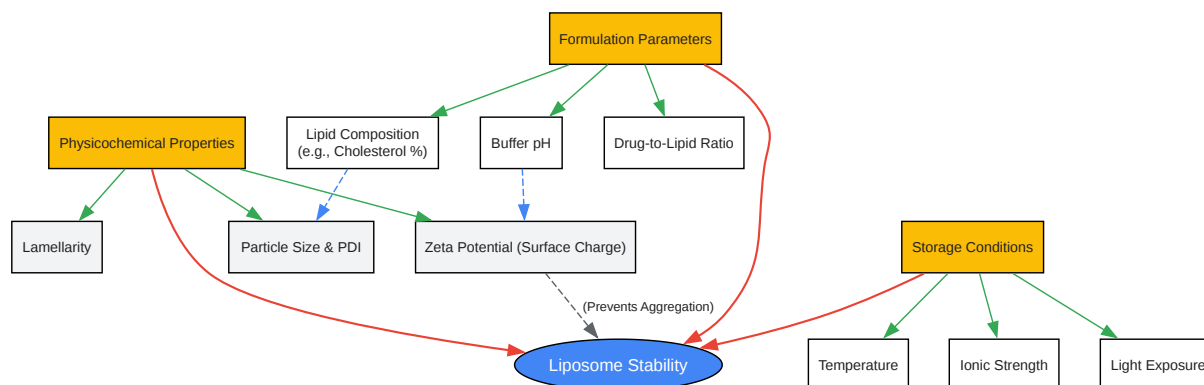 Formulation Parameters
Physicochemical Properties
Lipid Composition
(e.g., Cholesterol %)
Buffer pH
Drug-to-Lipid Ratio
Lamellarity
Particle Size & PDI
Zeta Potential (Surface Charge)
Storage Conditions
(Prevents Aggregation)
Liposome Stability
Temperature
Ionic Strength
Light Exposure